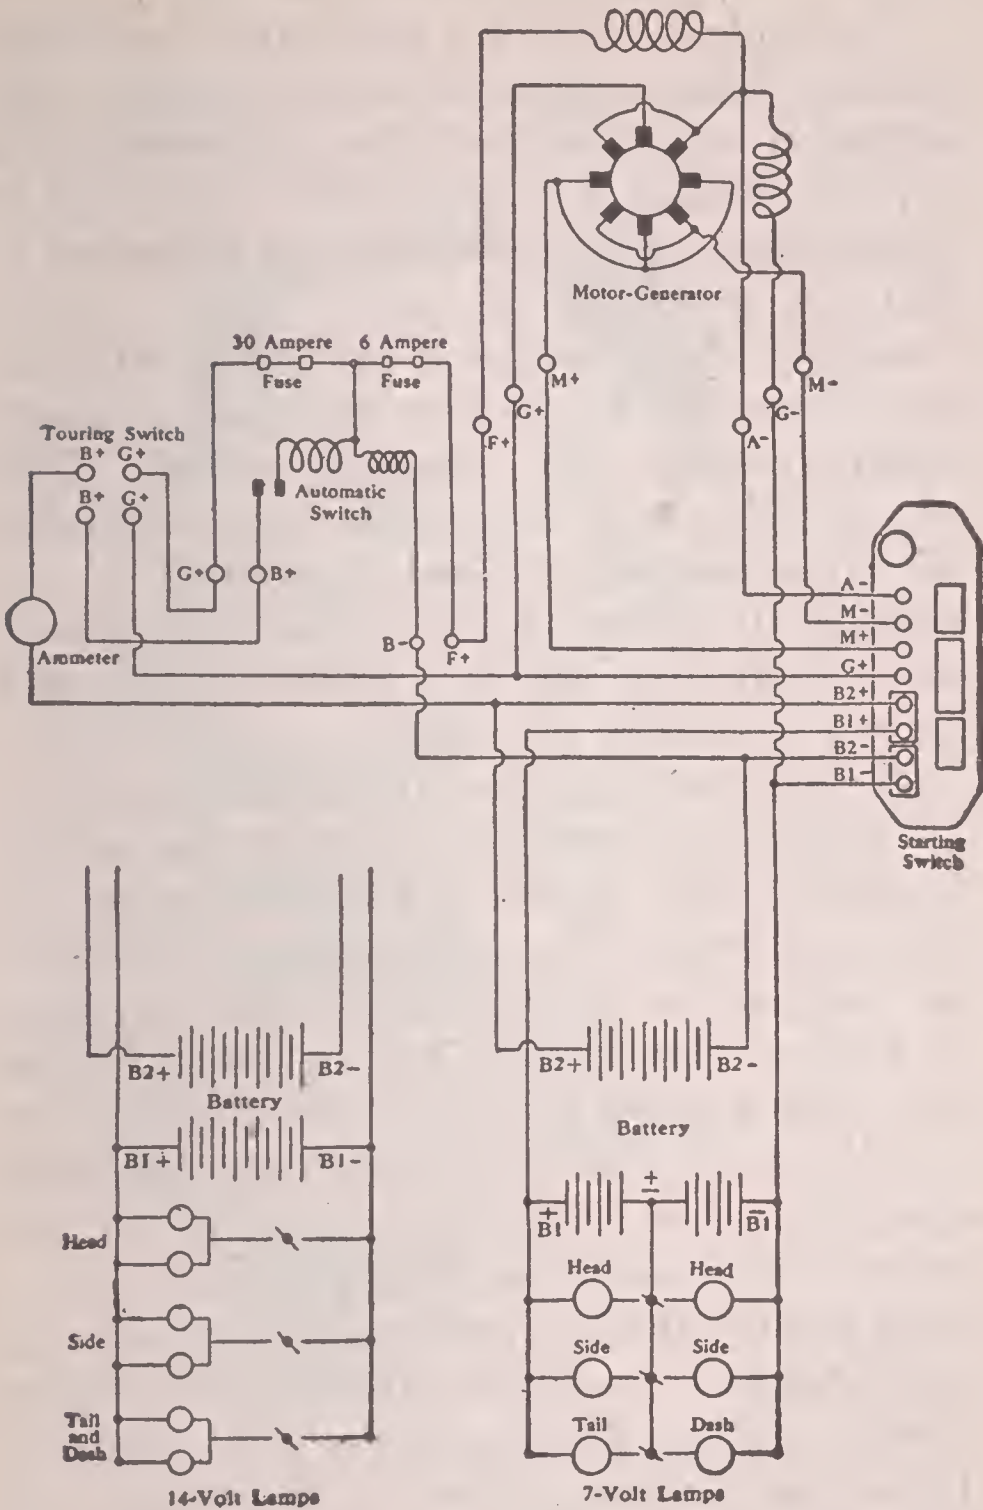 Motor-Generator
30 Ampere
Fuse
6 Ampere
Fuse
M+
G+
F+
M-
G-
A-
Touring Switch
B+ G+
B+ G+
Automatic
Switch
G+
B+
Ammeter
B-
F+
A-
M-
M+
G+
B2+
B1+
B2-
B1-
Starting
Switch
B2+
B2-
Battery
B1+
B1-
Head
Side
Tail
and
Dash
14-Volt Lamps
B2+
B2-
Battery
+
B1
+
-
-
B1
Head
Head
Side
Side
Tail
Dash
7-Volt Lamps